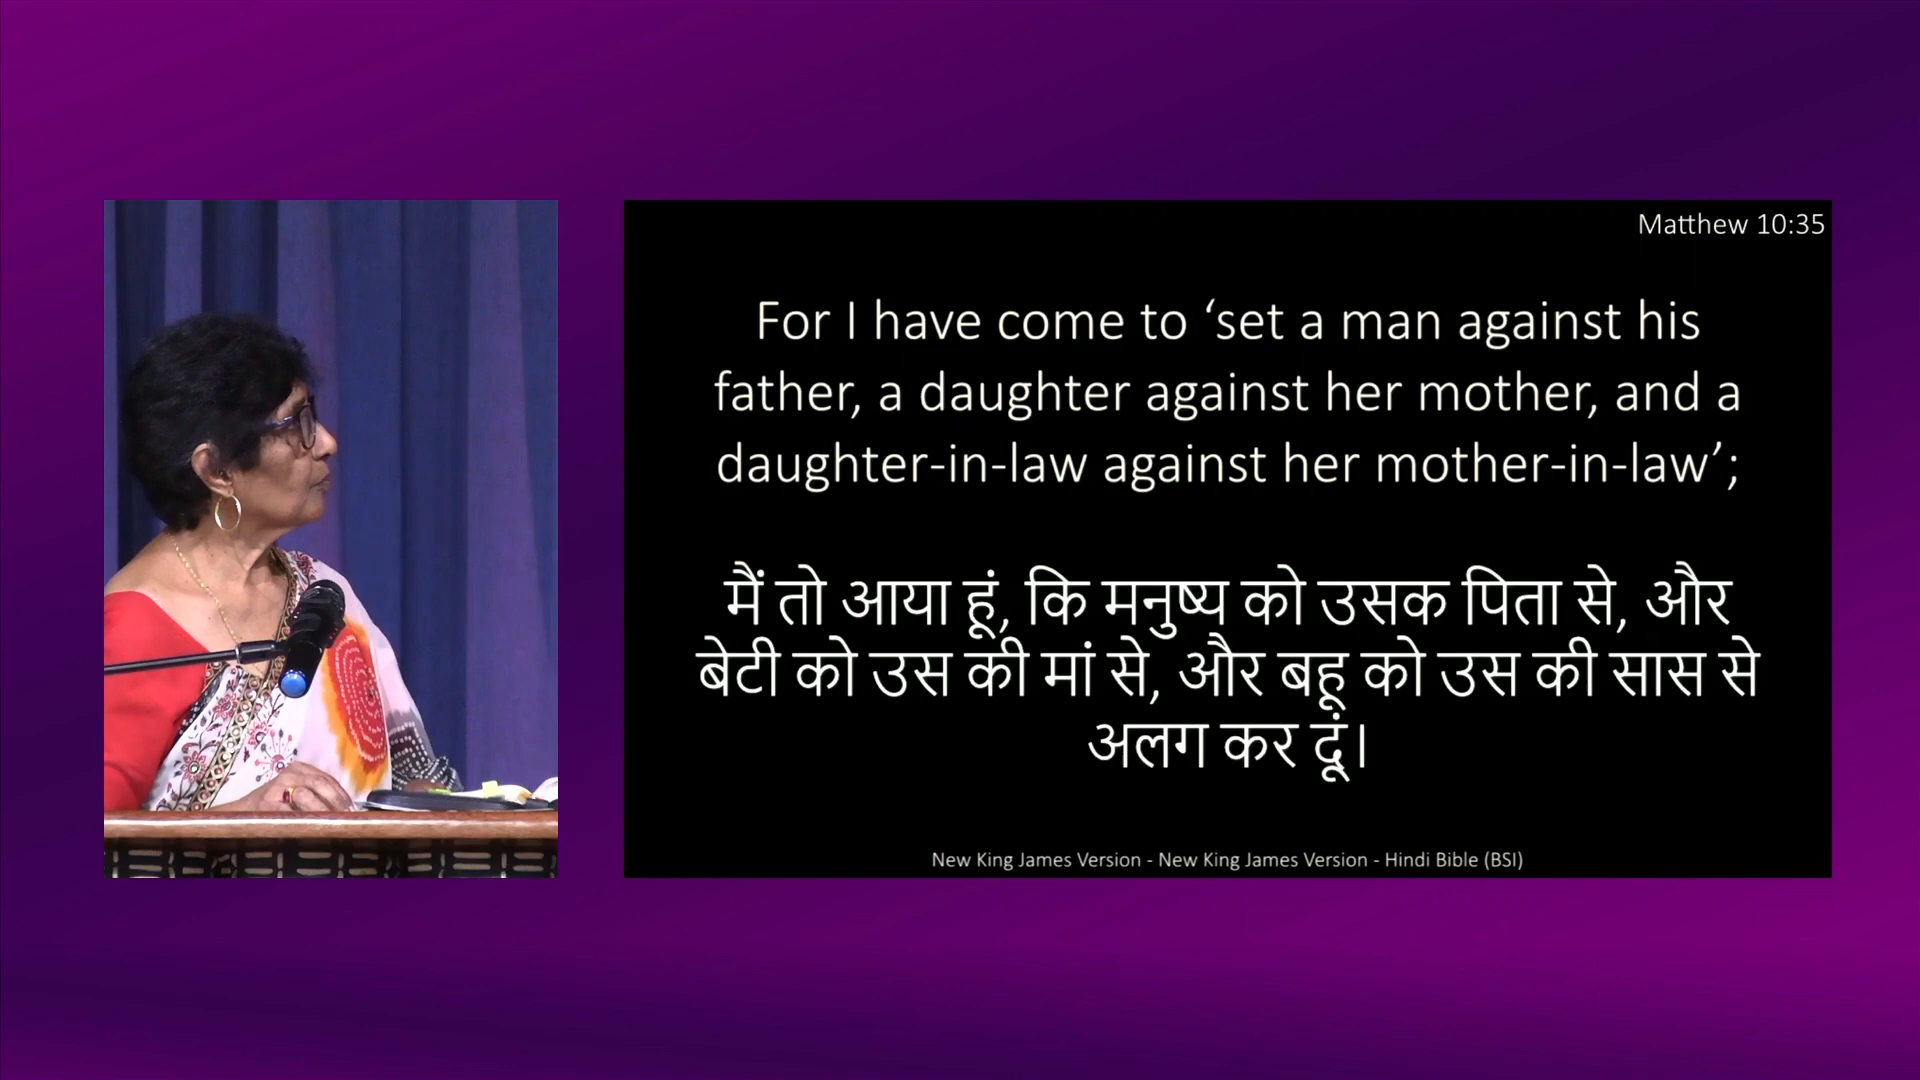 Matthew 10:35
For I have come to ‘set a man against his
father, a daughter against her mother, and a
daughter-in-law against her mother-in-law’;
मैं तो आया हूं, कि मनुष्य को उसक पिता से, और
बेटी को उस की मां से, और बहू को उस की सास से
अलग कर दूं।
New King James Version - New King James Version - Hindi Bible (BSI)